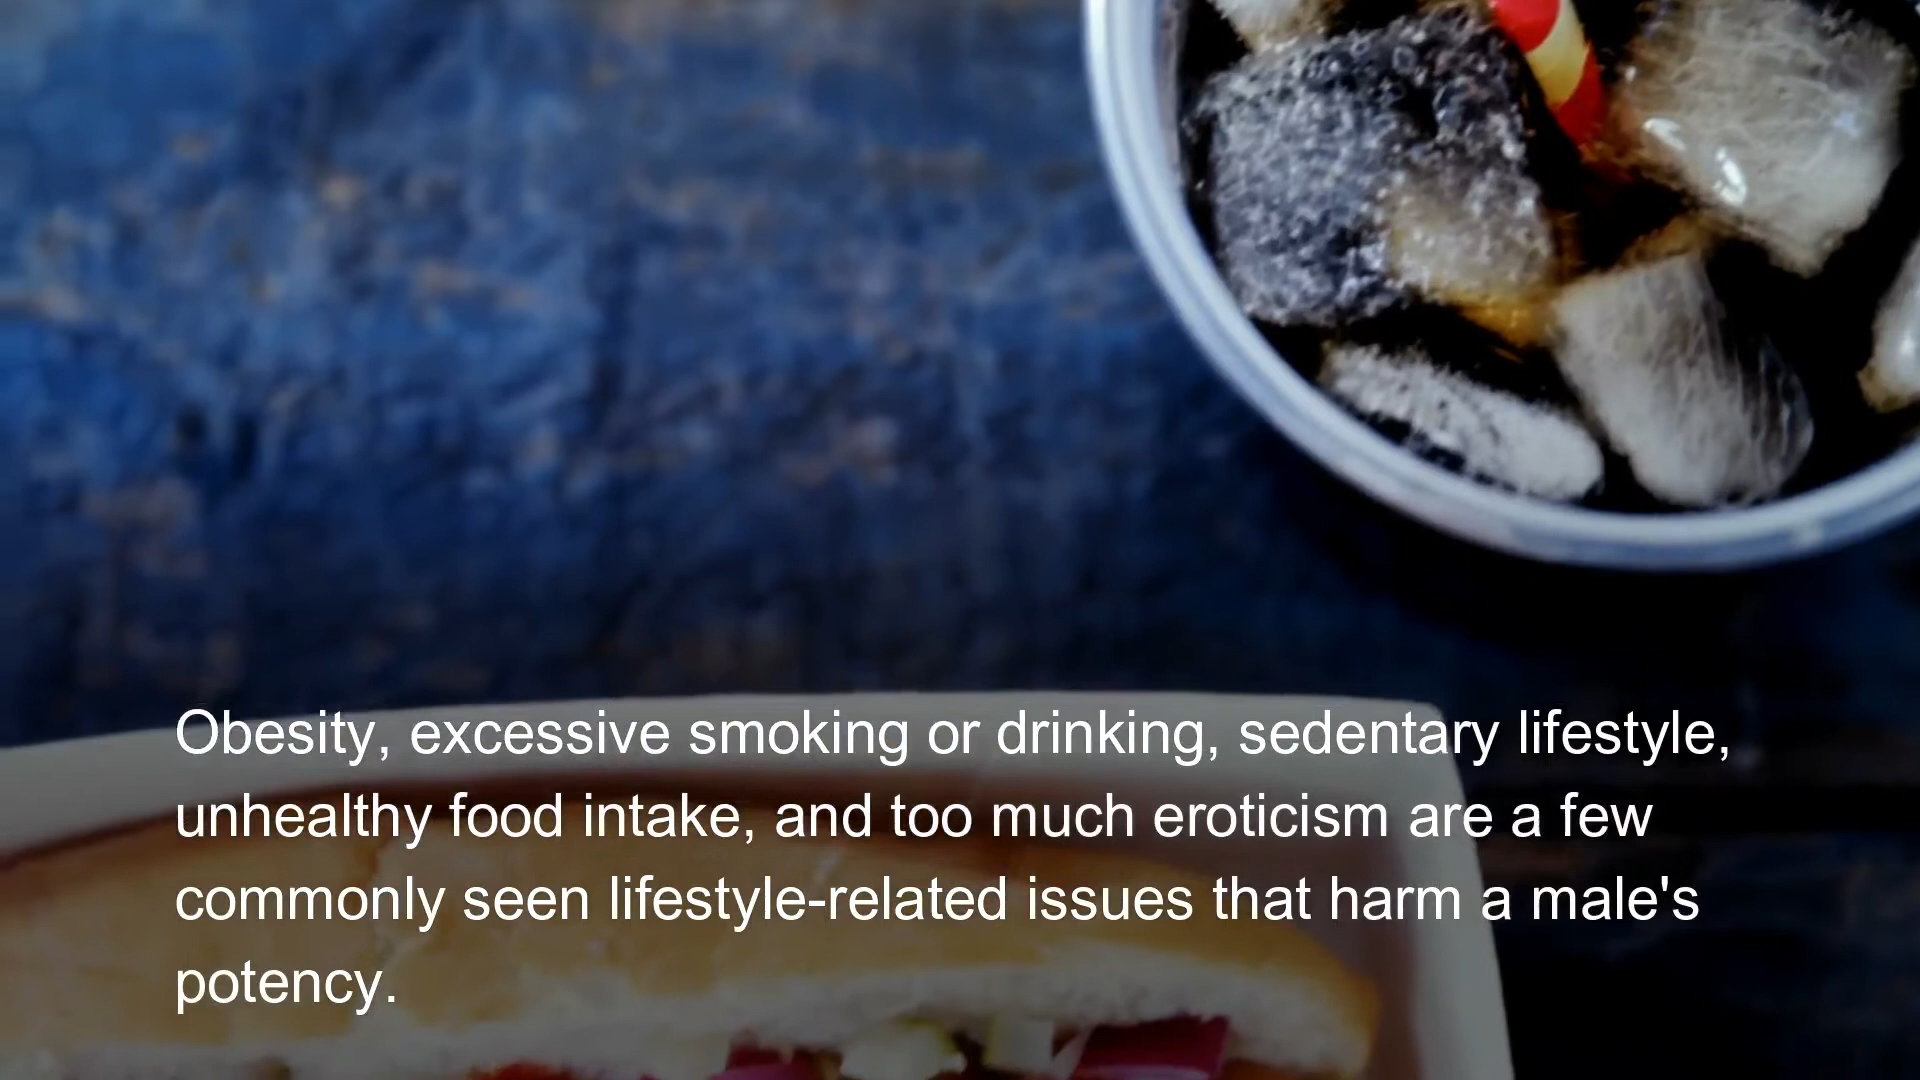 Obesity, excessive smoking or drinking, sedentary lifestyle,
unhealthy food intake, and too much eroticism are a few
commonly seen lifestyle-related issues that harm a male's
potency.